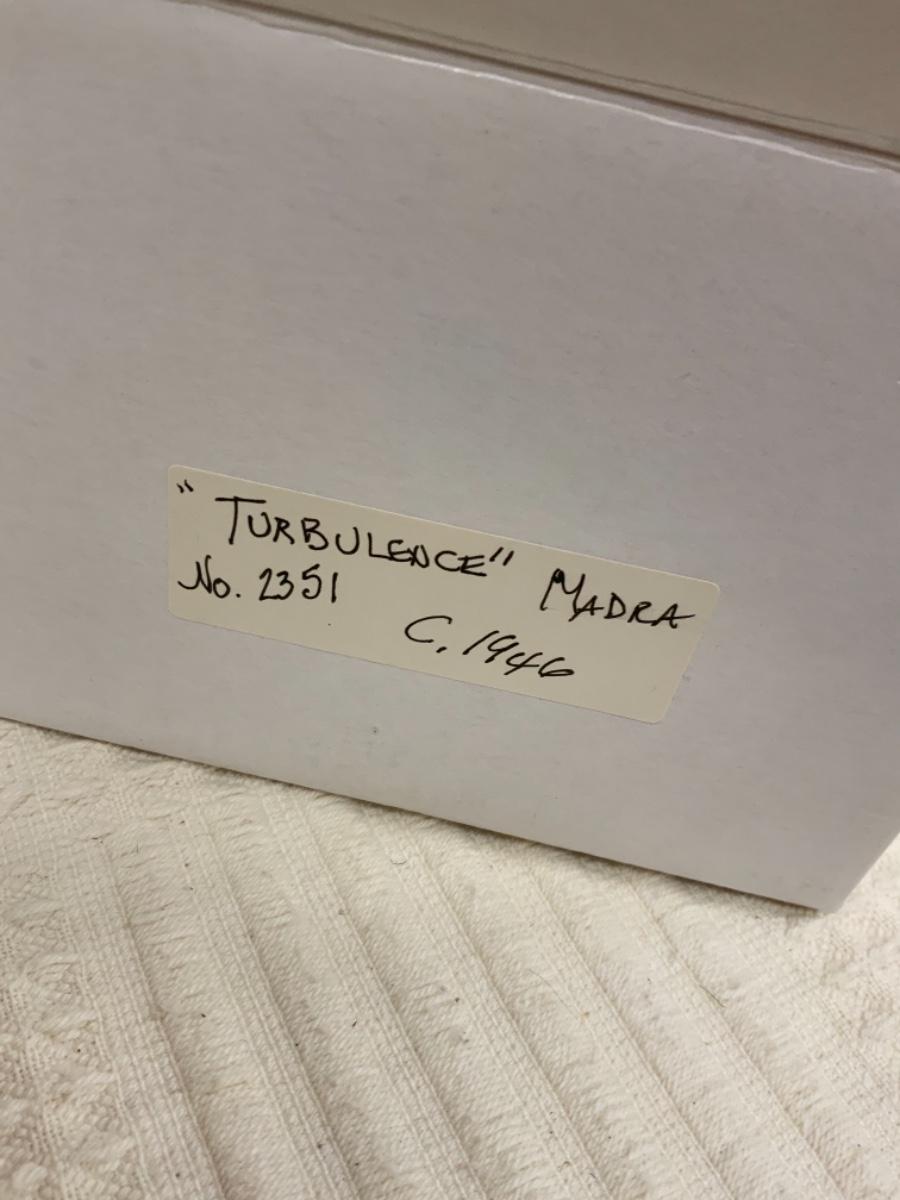 "TURBULENCE" MADRA
No. 2351
C. 1946